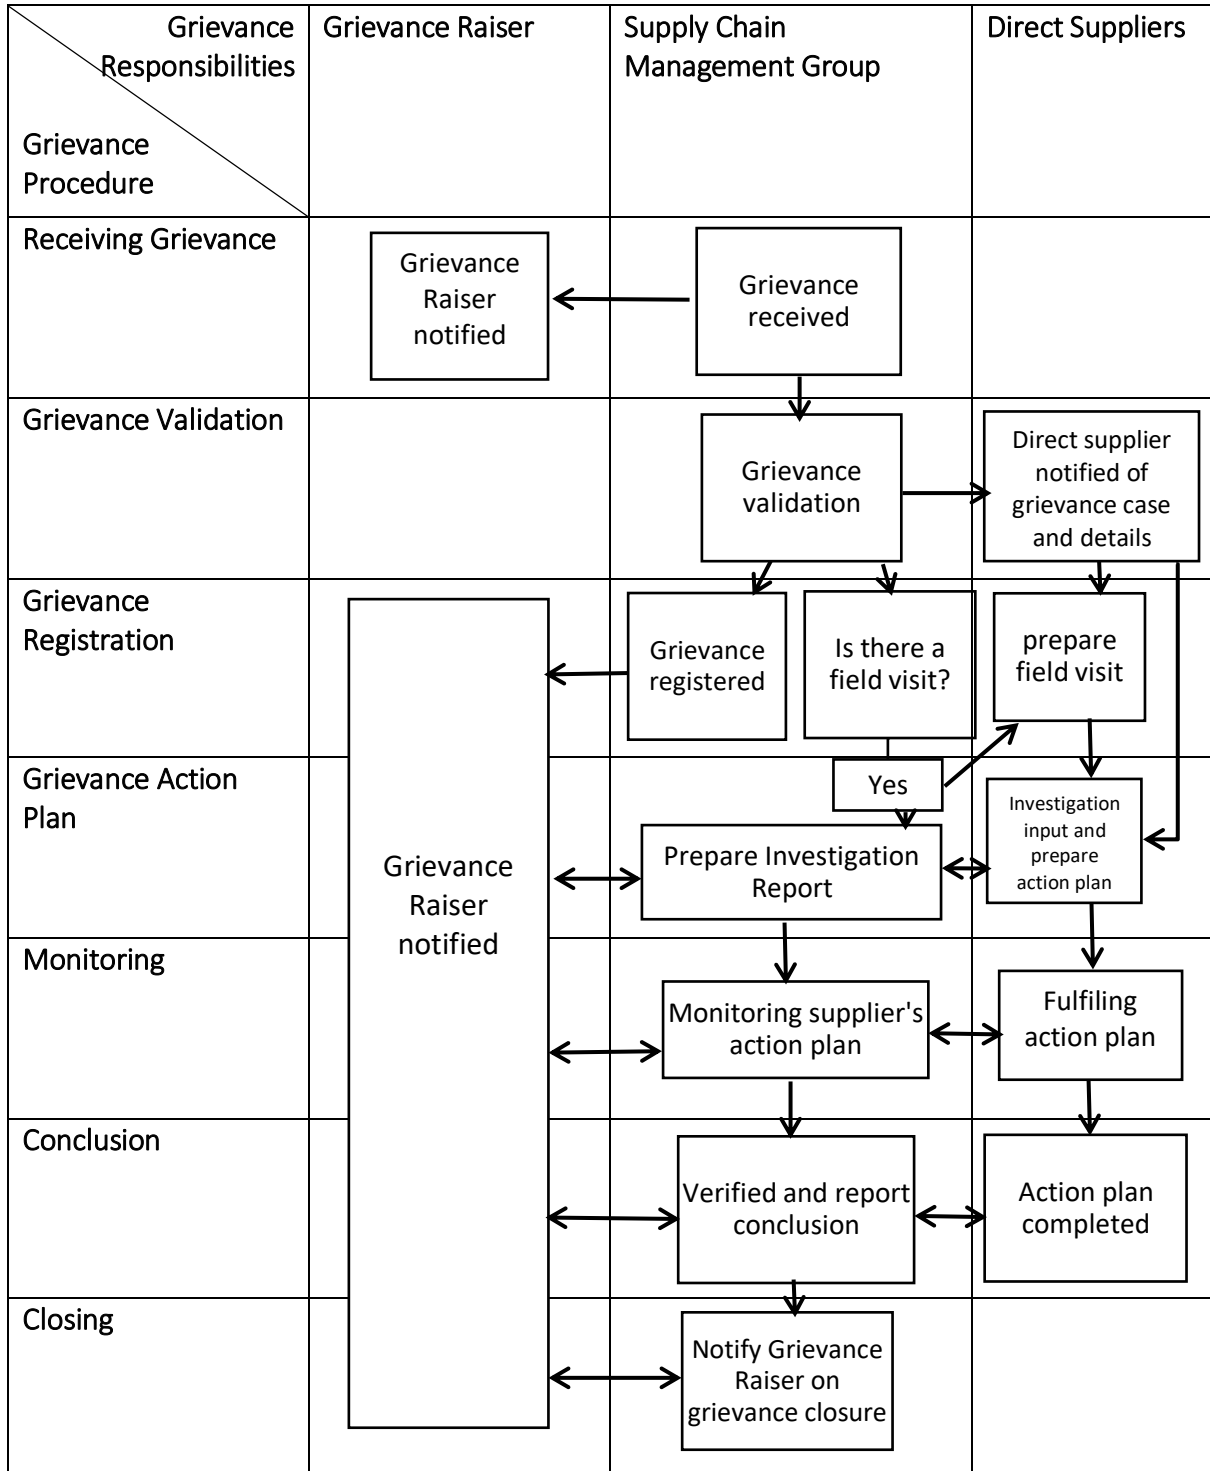 Grievance
Responsibilities
Grievance
Procedure
Grievance Raiser
Supply Chain
Management Group
Direct Suppliers
Receiving Grievance
Grievance
Raiser
notified
Grievance
received
Grievance Validation
Grievance
validation
Direct supplier
notified of
grievance case
and details
Grievance
Registration
Grievance
registered
Is there a
field visit?
prepare
field visit
Grievance Action
Plan
Grievance
Raiser
notified
Yes
Prepare Investigation
Report
Investigation
input and
prepare
action plan
Monitoring
Monitoring supplier's
action plan
Fulfiling
action plan
Conclusion
Verified and report
conclusion
Action plan
completed
Closing
Notify Grievance
Raiser on
grievance closure